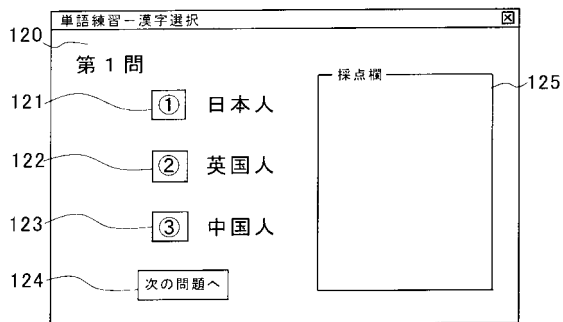 単語練習－漢字選択
120
第1問
採点欄
125
121 ① 日本人
122 ② 英国人
123 ③ 中国人
124 次の問題へ